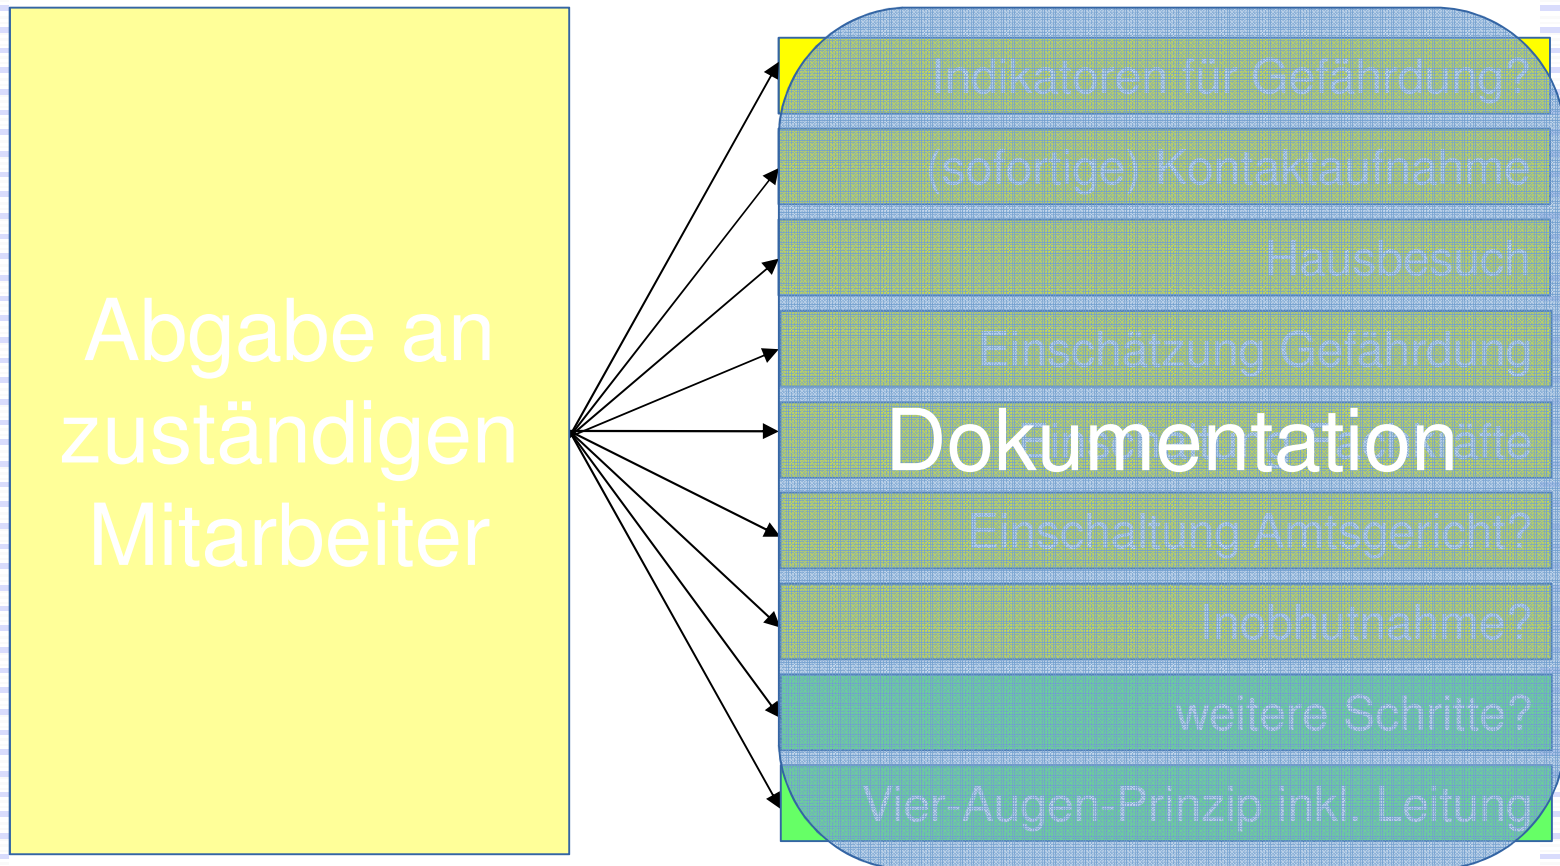 Abgabe an
zuständigen
Mitarbeiter
Indikatoren für Gefährdung?
(sofortige) Kontaktaufnahme
Hausbesuch
Einschätzung Gefährdung
Dokumentation
Einschaltung Amtsgericht?
Inobhutnahme?
weitere Schritte?
Vier-Augen-Prinzip inkl. Leitung